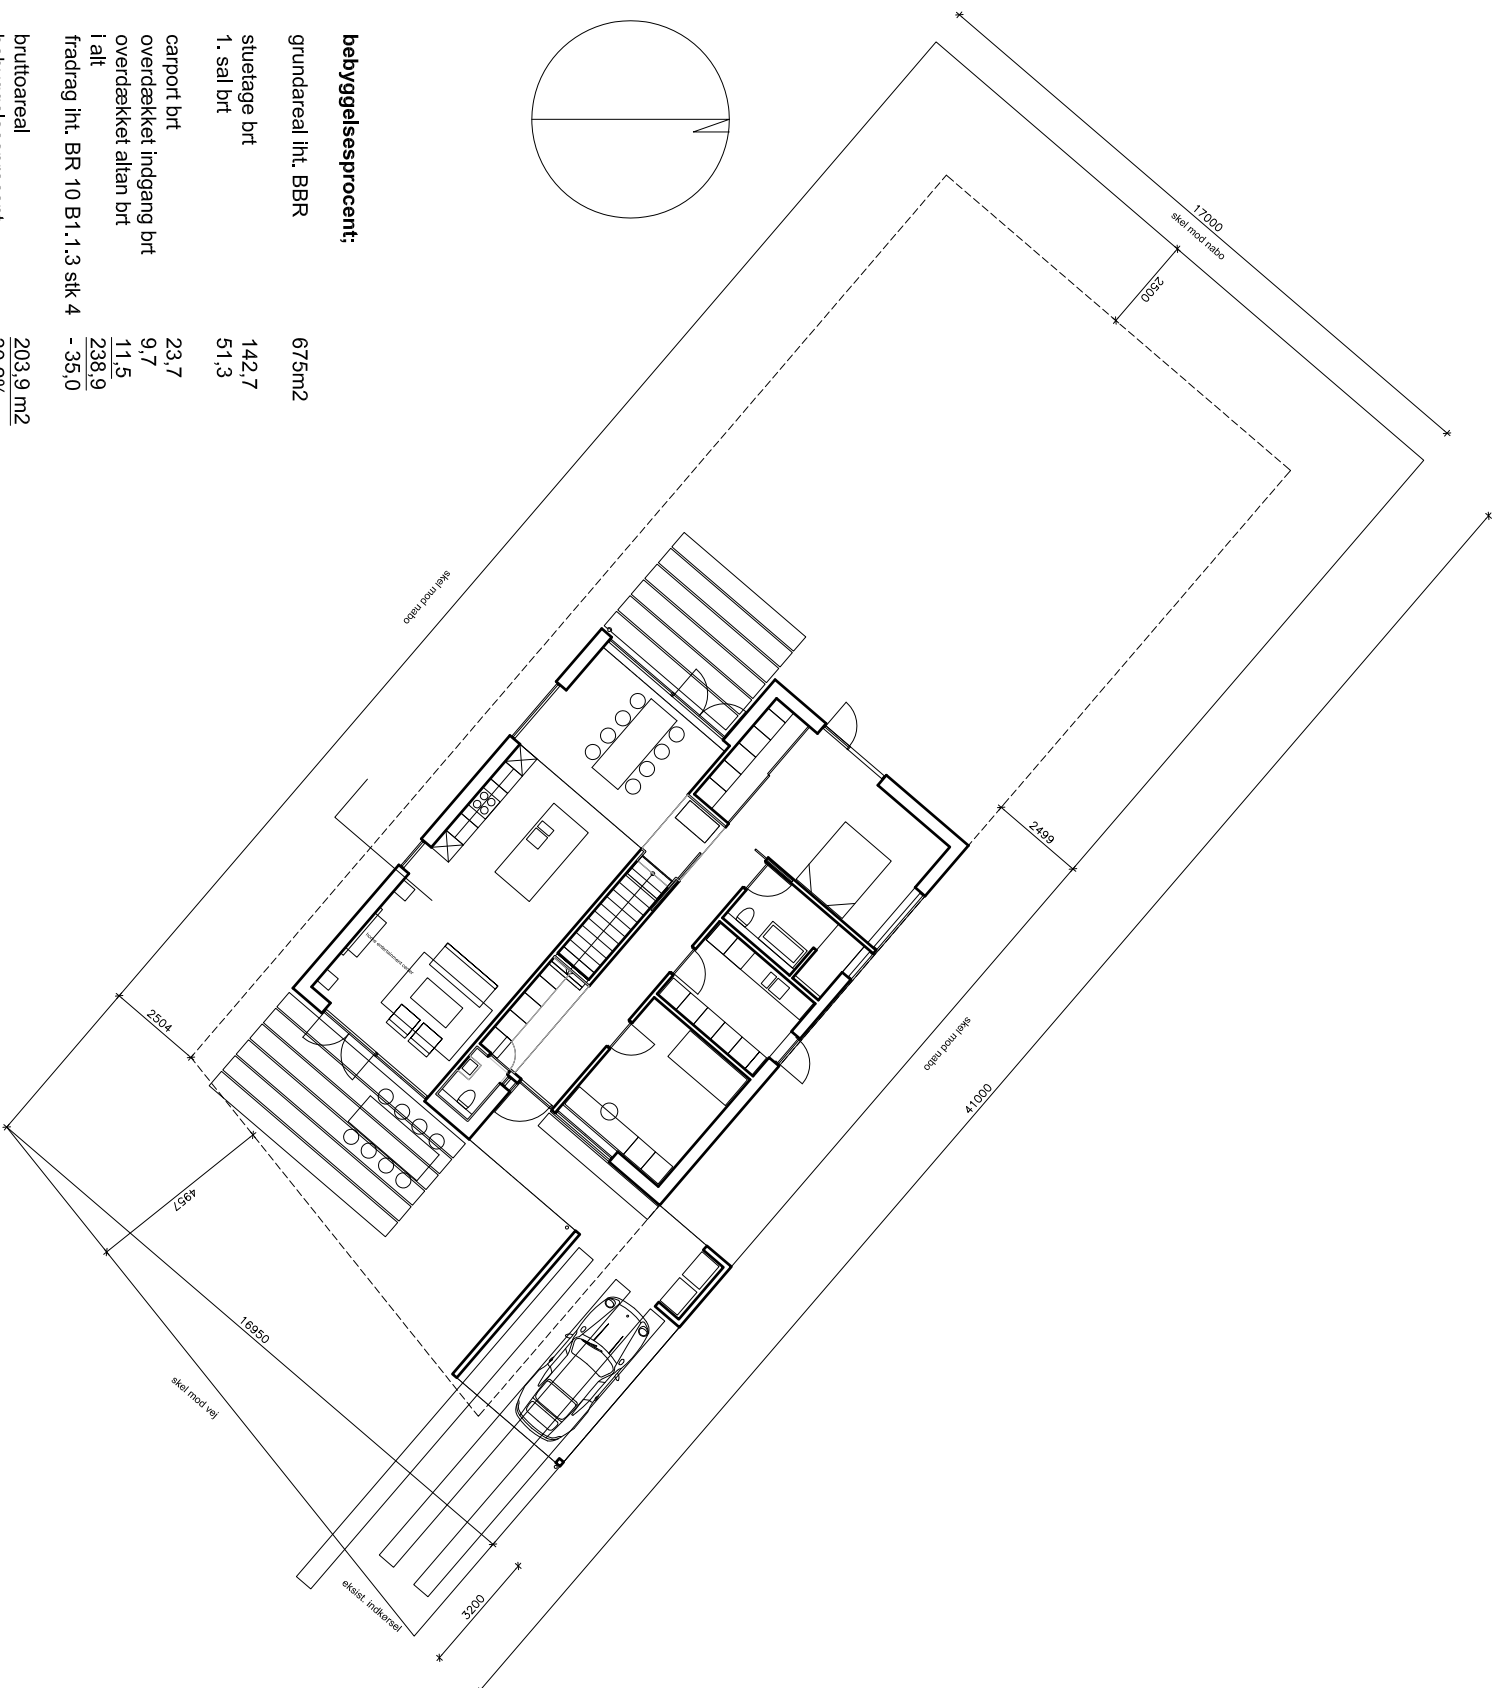 bebyggelsesprocent;
grundareal iht. BBR 675m2
stuetage brt 142,7
1. sal brt 51,3
carport brt 23,7
overdækket indgang brt 9,7
overdækket altan brt 11,5
i alt 238,9
fradrag iht. BR 10 B1.1.3 stk 4 - 35,0
bruttoareal 203,9 m2
17000
skel mod nabo
2500
skel mod nabo
2499
skel mod nabo
41000
home entertainment center
2504
4957
16950
skel mod vej
eksist. indkørsel
3200